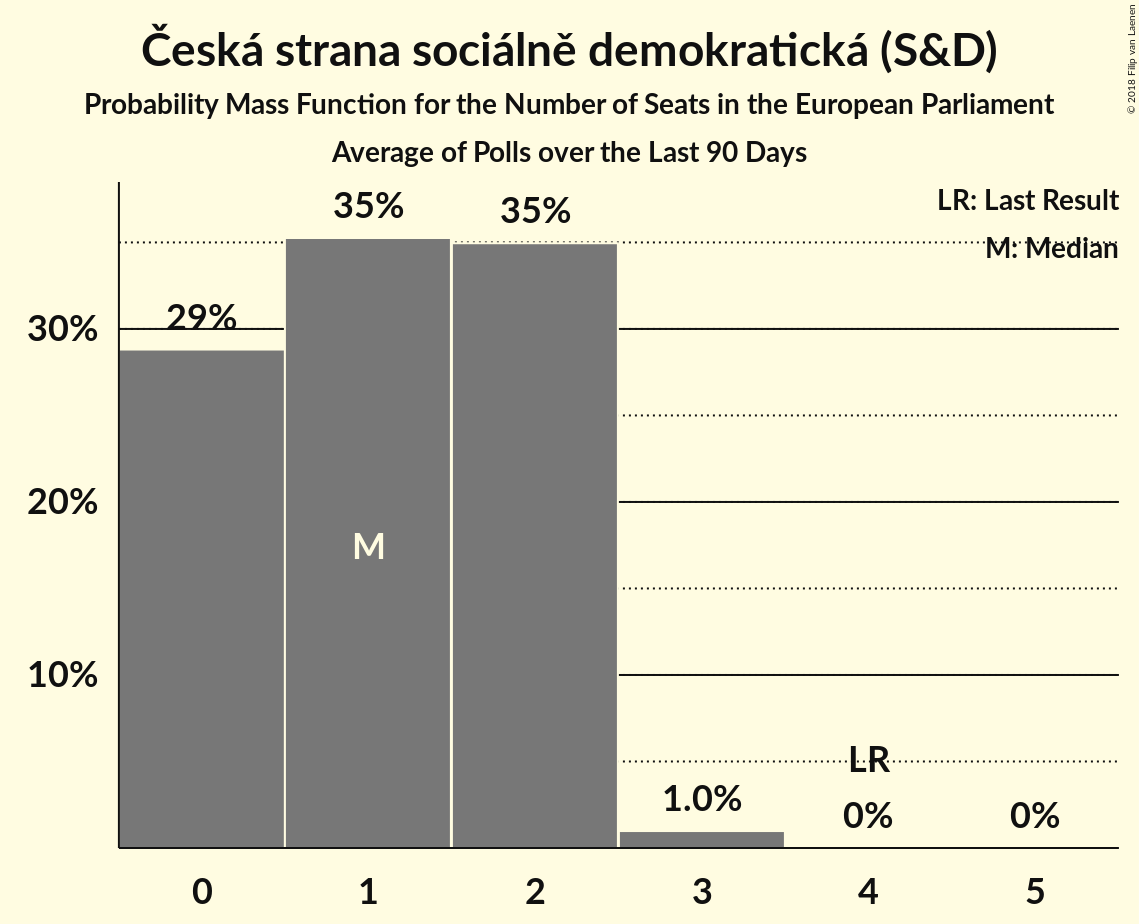 Česká strana sociálně demokratická (S&D)
Probability Mass Function for the Number of Seats in the European Parliament
Average of Polls over the Last 90 Days
© 2018 Filip van Laenen
LR: Last Result
M: Median
35%
35%
29%
30%
20%
10%
M
LR
1.0%
0%
0%
0 1 2 3 4 5